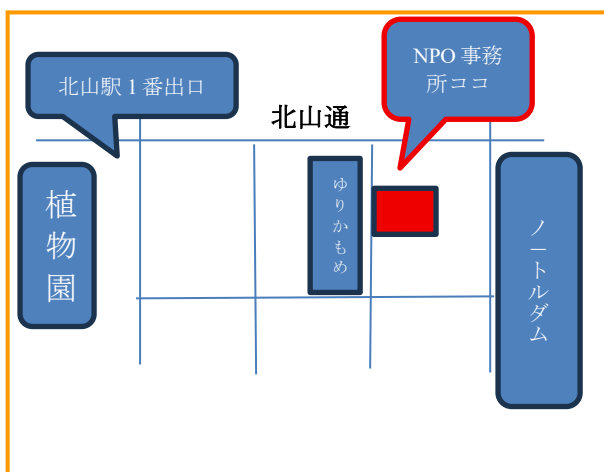 北山駅 1 番出口
NPO 事務
所ココ
北山通
植物園
ゆりかもめ
ノートルダム